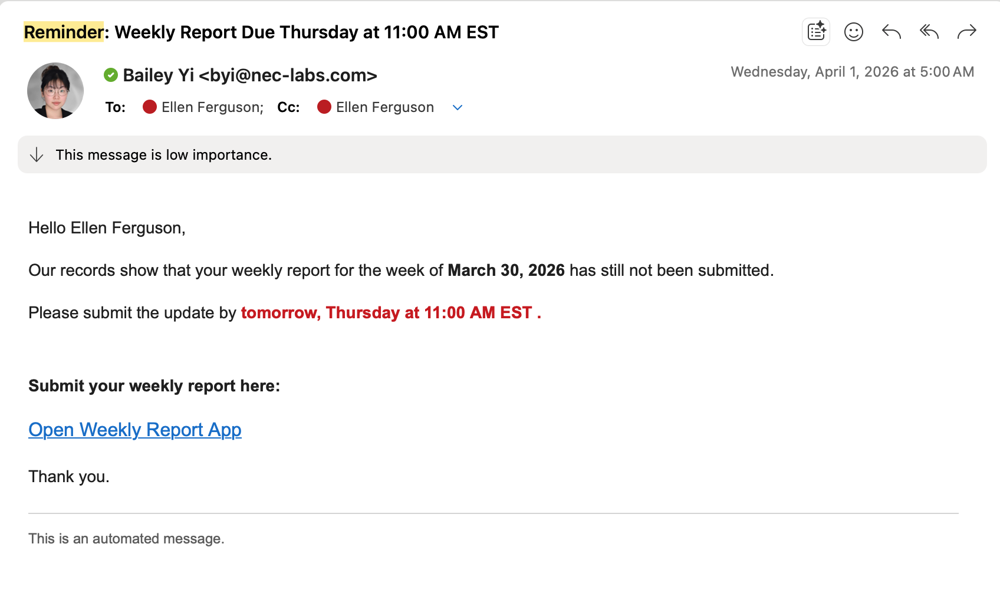 Reminder: Weekly Report Due Thursday at 11:00 AM EST
Bailey Yi <byi@nec-labs.com>
Wednesday, April 1, 2026 at 5:00 AM
To: Ellen Ferguson; Cc: Ellen Ferguson
This message is low importance.
Hello Ellen Ferguson,
Our records show that your weekly report for the week of March 30, 2026 has still not been submitted.
Please submit the update by tomorrow, Thursday at 11:00 AM EST .
Submit your weekly report here:
Open Weekly Report App
Thank you.
This is an automated message.